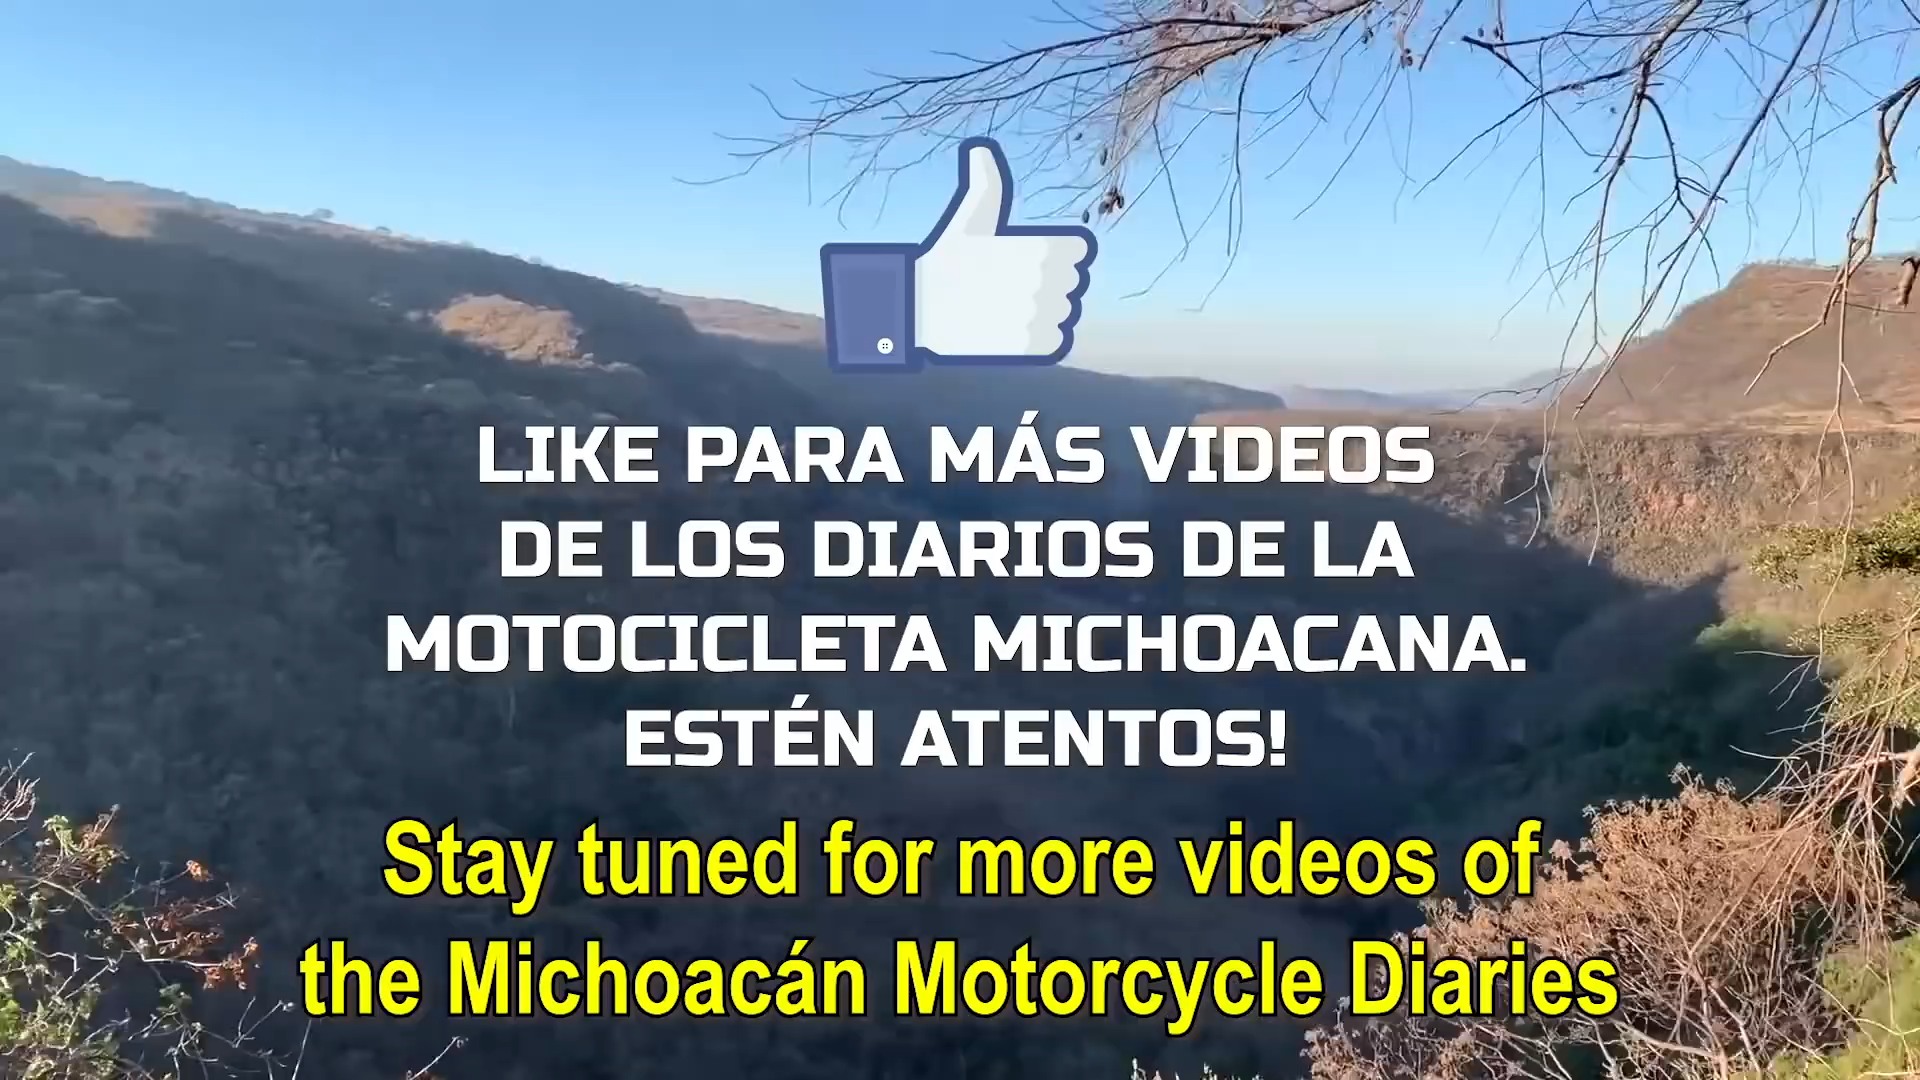 LIKE PARA MÁS VIDEOS
DE LOS DIARIOS DE LA
MOTOCICLETA MICHOACANA.
ESTÉN ATENTOS!
Stay tuned for more videos of
the Michoacán Motorcycle Diaries